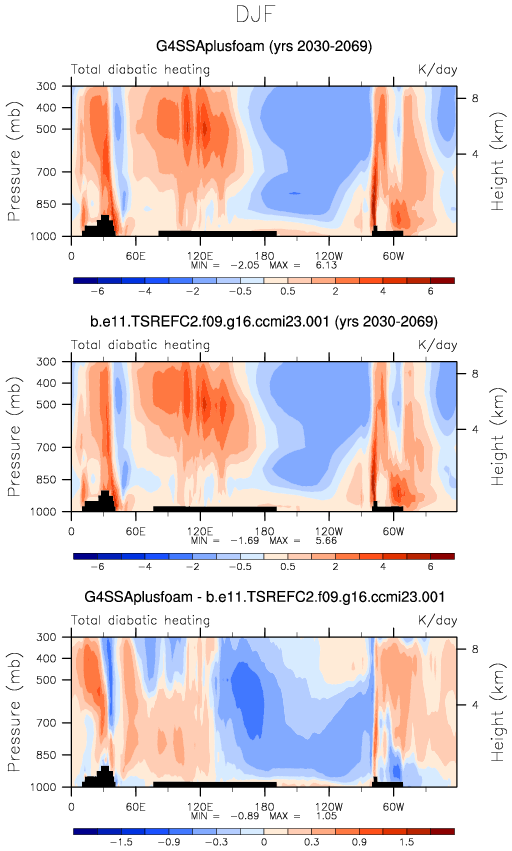 DJF
G4SSAplusfoam (yrs 2030-2069)
Total diabatic heating K/day
Pressure (mb)
300
400
500
700
850
1000
Height (km)
8
4
0 60E 120E 180 120W 60W
MIN = -2.05 MAX = 6.13
-6 -4 -2 -0.5 0.5 2 4 6
b.e11.TSREFC2.f09.g16.ccmi23.001 (yrs 2030-2069)
Total diabatic heating K/day
Pressure (mb)
300
400
500
700
850
1000
Height (km)
8
4
0 60E 120E 180 120W 60W
MIN = -1.69 MAX = 5.66
-6 -4 -2 -0.5 0.5 2 4 6
G4SSAplusfoam - b.e11.TSREFC2.f09.g16.ccmi23.001
Total diabatic heating K/day
Pressure (mb)
300
400
500
700
850
1000
Height (km)
8
4
0 60E 120E 180 120W 60W
MIN = -0.89 MAX = 1.05
-1.5 -0.9 -0.3 0 0.3 0.9 1.5